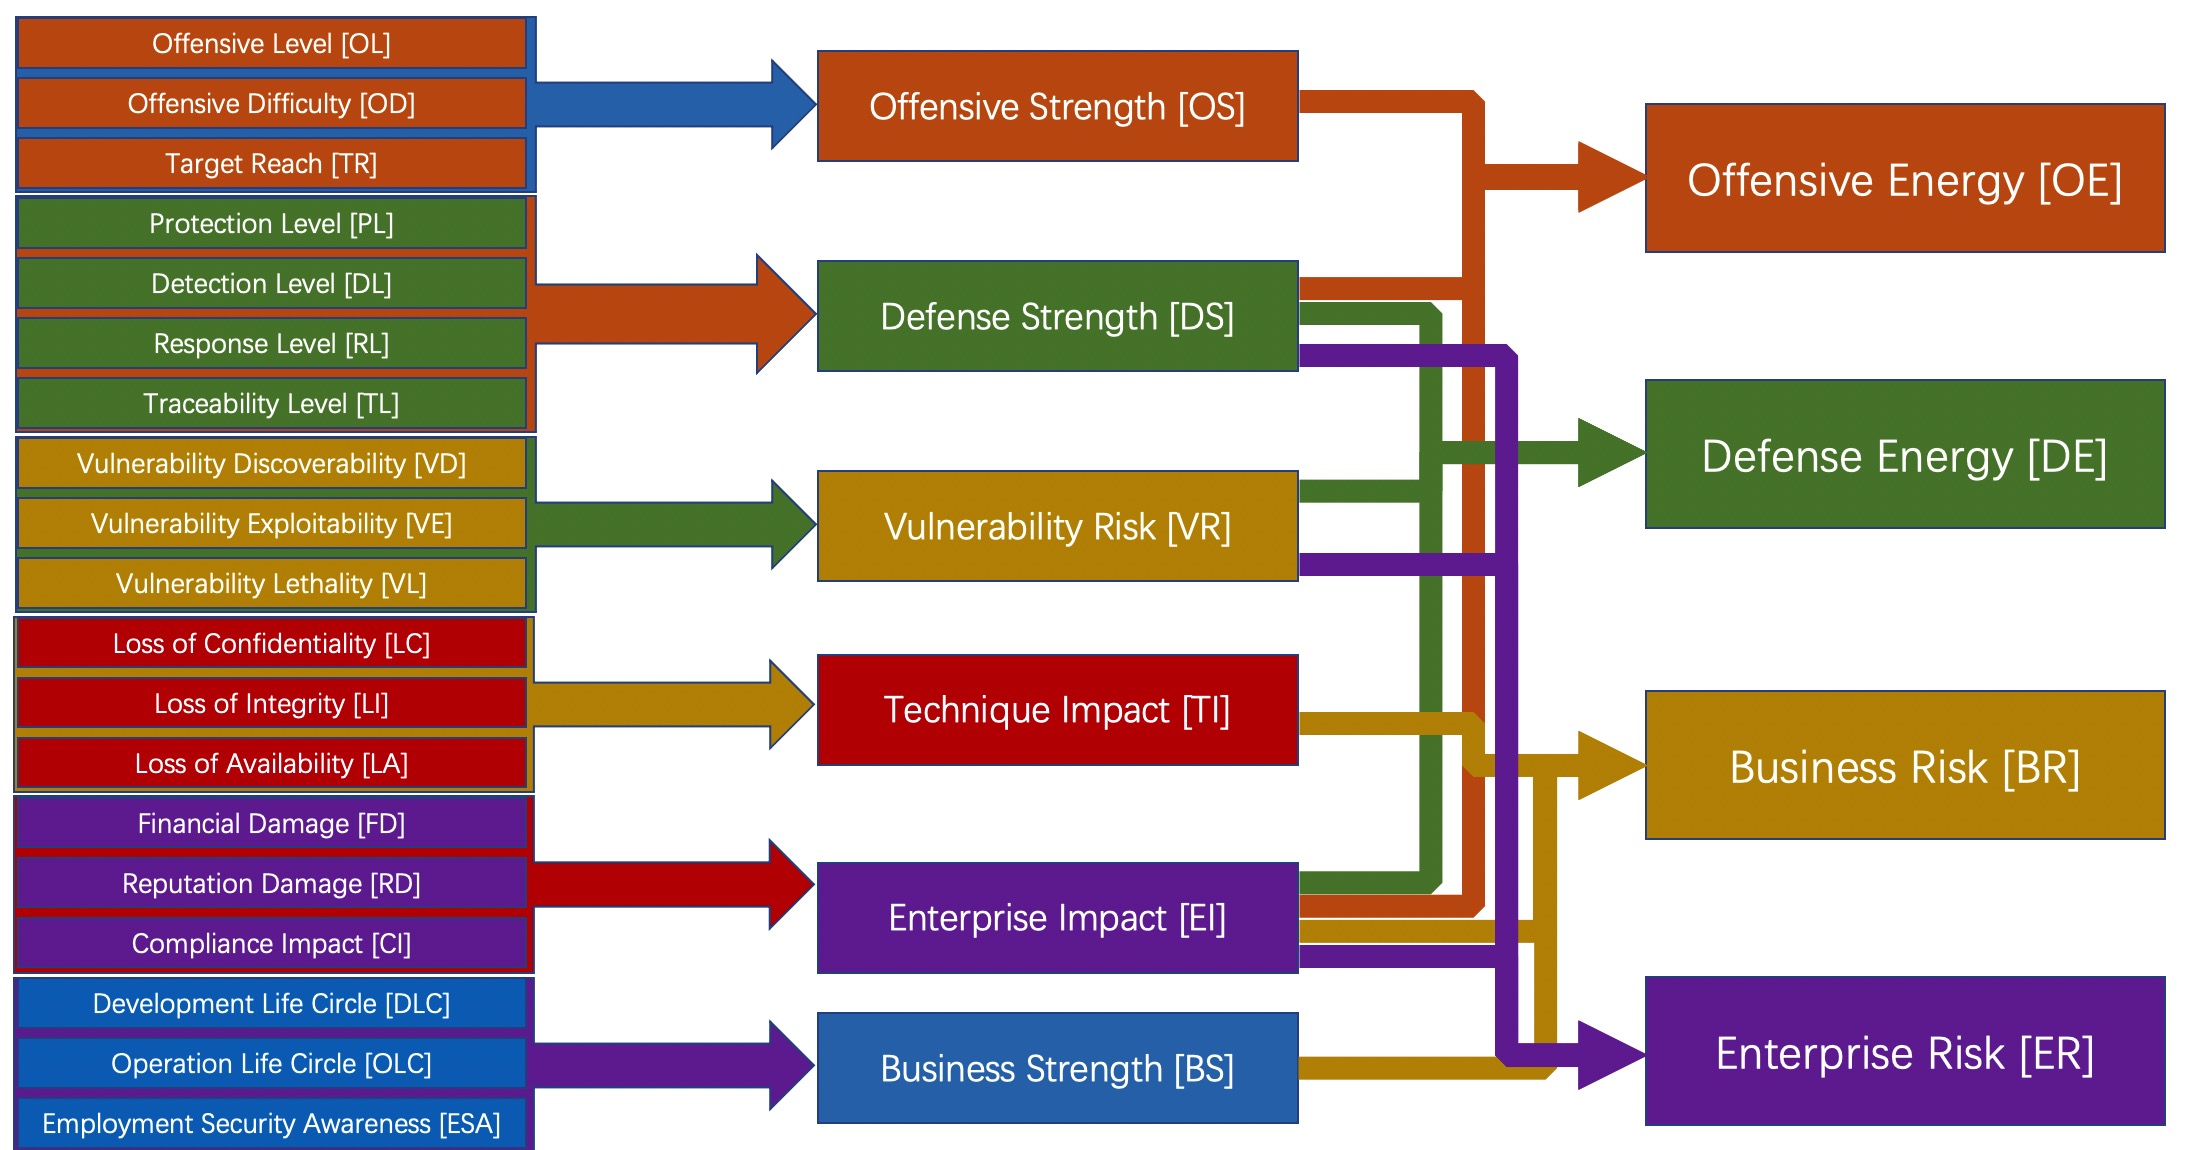 Offensive Level [OL]
Offensive Difficulty [OD]
Target Reach [TR]
Protection Level [PL]
Detection Level [DL]
Response Level [RL]
Traceability Level [TL]
Vulnerability Discoverability [VD]
Vulnerability Exploitability [VE]
Vulnerability Lethality [VL]
Loss of Confidentiality [LC]
Loss of Integrity [LI]
Loss of Availability [LA]
Financial Damage [FD]
Reputation Damage [RD]
Compliance Impact [CI]
Development Life Circle [DLC]
Operation Life Circle [OLC]
Employment Security Awareness [ESA]
Offensive Strength [OS]
Defense Strength [DS]
Vulnerability Risk [VR]
Technique Impact [TI]
Enterprise Impact [EI]
Business Strength [BS]
Offensive Energy [OE]
Defense Energy [DE]
Business Risk [BR]
Enterprise Risk [ER]